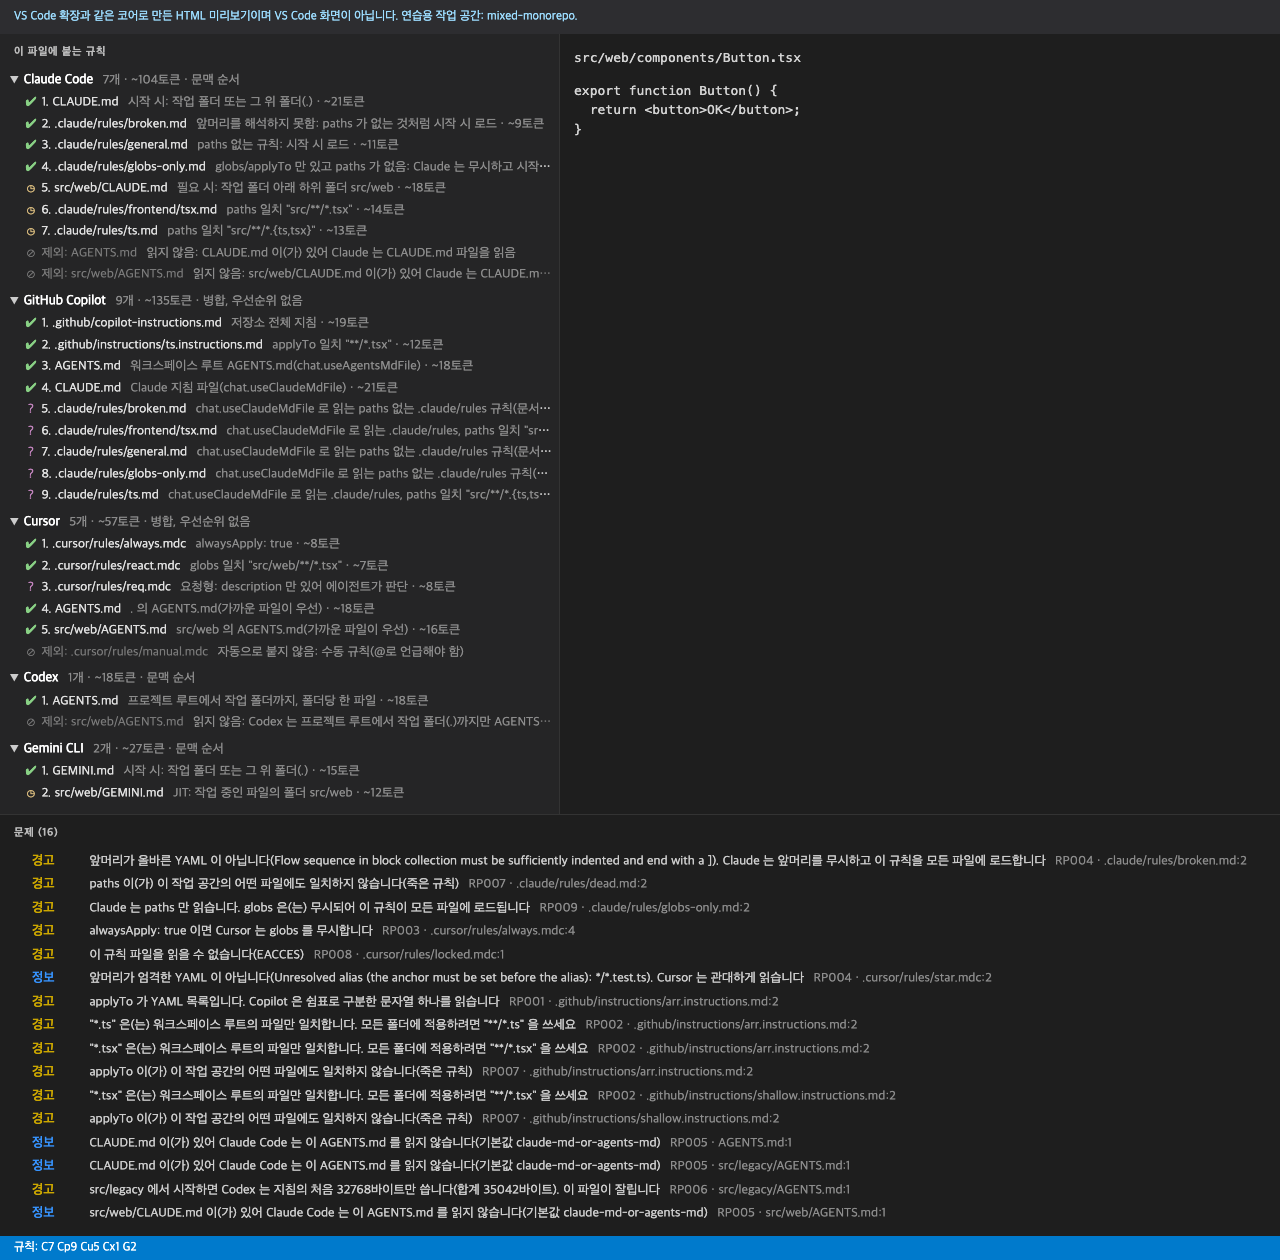 VS Code 확장과 같은 코어로 만든 HTML 미리보기이며 VS Code 화면이 아닙니다. 연습용 작업 공간: mixed-monorepo.
이 파일에 붙는 규칙
▼ Claude Code 7개 · ~104토큰 · 문맥 순서
✔ 1. CLAUDE.md 시작 시: 작업 폴더 또는 그 위 폴더(.) · ~21토큰
✔ 2. .claude/rules/broken.md 앞머리를 해석하지 못함: paths 가 없는 것처럼 시작 시 로드 · ~9토큰
✔ 3. .claude/rules/general.md paths 없는 규칙: 시작 시 로드 · ~11토큰
✔ 4. .claude/rules/globs-only.md globs/applyTo 만 있고 paths 가 없음: Claude 는 무시하고 시작…
◷ 5. src/web/CLAUDE.md 필요 시: 작업 폴더 아래 하위 폴더 src/web · ~18토큰
◷ 6. .claude/rules/frontend/tsx.md paths 일치 "src/**/*.tsx" · ~14토큰
◷ 7. .claude/rules/ts.md paths 일치 "src/**/*.{ts,tsx}" · ~13토큰
⊘ 제외: AGENTS.md 읽지 않음: CLAUDE.md 이(가) 있어 Claude 는 CLAUDE.md 파일을 읽음
⊘ 제외: src/web/AGENTS.md 읽지 않음: src/web/CLAUDE.md 이(가) 있어 Claude 는 CLAUDE.m…
▼ GitHub Copilot 9개 · ~135토큰 · 병합, 우선순위 없음
✔ 1. .github/copilot-instructions.md 저장소 전체 지침 · ~19토큰
✔ 2. .github/instructions/ts.instructions.md applyTo 일치 "**/*.tsx" · ~12토큰
✔ 3. AGENTS.md 워크스페이스 루트 AGENTS.md(chat.useAgentsMdFile) · ~18토큰
✔ 4. CLAUDE.md Claude 지침 파일(chat.useClaudeMdFile) · ~21토큰
? 5. .claude/rules/broken.md chat.useClaudeMdFile 로 읽는 paths 없는 .claude/rules 규칙(문서…
? 6. .claude/rules/frontend/tsx.md chat.useClaudeMdFile 로 읽는 .claude/rules, paths 일치 "sr…
? 7. .claude/rules/general.md chat.useClaudeMdFile 로 읽는 paths 없는 .claude/rules 규칙(문서…
? 8. .claude/rules/globs-only.md chat.useClaudeMdFile 로 읽는 paths 없는 .claude/rules 규칙(…
? 9. .claude/rules/ts.md chat.useClaudeMdFile 로 읽는 .claude/rules, paths 일치 "src/**/*.{ts,ts…
▼ Cursor 5개 · ~57토큰 · 병합, 우선순위 없음
✔ 1. .cursor/rules/always.mdc alwaysApply: true · ~8토큰
✔ 2. .cursor/rules/react.mdc globs 일치 "src/web/**/*.tsx" · ~7토큰
? 3. .cursor/rules/req.mdc 요청형: description 만 있어 에이전트가 판단 · ~8토큰
✔ 4. AGENTS.md . 의 AGENTS.md(가까운 파일이 우선) · ~18토큰
✔ 5. src/web/AGENTS.md src/web 의 AGENTS.md(가까운 파일이 우선) · ~16토큰
⊘ 제외: .cursor/rules/manual.mdc 자동으로 붙지 않음: 수동 규칙(@로 언급해야 함)
▼ Codex 1개 · ~18토큰 · 문맥 순서
✔ 1. AGENTS.md 프로젝트 루트에서 작업 폴더까지, 폴더당 한 파일 · ~18토큰
⊘ 제외: src/web/AGENTS.md 읽지 않음: Codex 는 프로젝트 루트에서 작업 폴더(.)까지만 AGENTS…
▼ Gemini CLI 2개 · ~27토큰 · 문맥 순서
✔ 1. GEMINI.md 시작 시: 작업 폴더 또는 그 위 폴더(.) · ~15토큰
◷ 2. src/web/GEMINI.md JIT: 작업 중인 파일의 폴더 src/web · ~12토큰
src/web/components/Button.tsx
export function Button() {
return <button>OK</button>;
}
문제 (16)
경고 앞머리가 올바른 YAML 이 아닙니다(Flow sequence in block collection must be sufficiently indented and end with a ]). Claude 는 앞머리를 무시하고 이 규칙을 모든 파일에 로드합니다 RP004 · .claude/rules/broken.md:2
경고 paths 이(가) 이 작업 공간의 어떤 파일에도 일치하지 않습니다(죽은 규칙) RP007 · .claude/rules/dead.md:2
경고 Claude 는 paths 만 읽습니다. globs 은(는) 무시되어 이 규칙이 모든 파일에 로드됩니다 RP009 · .claude/rules/globs-only.md:2
경고 alwaysApply: true 이면 Cursor 는 globs 를 무시합니다 RP003 · .cursor/rules/always.mdc:4
경고 이 규칙 파일을 읽을 수 없습니다(EACCES) RP008 · .cursor/rules/locked.mdc:1
정보 앞머리가 엄격한 YAML 이 아닙니다(Unresolved alias (the anchor must be set before the alias): */*.test.ts). Cursor 는 관대하게 읽습니다 RP004 · .cursor/rules/star.mdc:2
경고 applyTo 가 YAML 목록입니다. Copilot 은 쉼표로 구분한 문자열 하나를 읽습니다 RP001 · .github/instructions/arr.instructions.md:2
경고 "*.ts" 은(는) 워크스페이스 루트의 파일만 일치합니다. 모든 폴더에 적용하려면 "**/*.ts" 을 쓰세요 RP002 · .github/instructions/arr.instructions.md:2
경고 "*.tsx" 은(는) 워크스페이스 루트의 파일만 일치합니다. 모든 폴더에 적용하려면 "**/*.tsx" 을 쓰세요 RP002 · .github/instructions/arr.instructions.md:2
경고 applyTo 이(가) 이 작업 공간의 어떤 파일에도 일치하지 않습니다(죽은 규칙) RP007 · .github/instructions/arr.instructions.md:2
경고 "*.tsx" 은(는) 워크스페이스 루트의 파일만 일치합니다. 모든 폴더에 적용하려면 "**/*.tsx" 을 쓰세요 RP002 · .github/instructions/shallow.instructions.md:2
경고 applyTo 이(가) 이 작업 공간의 어떤 파일에도 일치하지 않습니다(죽은 규칙) RP007 · .github/instructions/shallow.instructions.md:2
정보 CLAUDE.md 이(가) 있어 Claude Code 는 이 AGENTS.md 를 읽지 않습니다(기본값 claude-md-or-agents-md) RP005 · AGENTS.md:1
정보 CLAUDE.md 이(가) 있어 Claude Code 는 이 AGENTS.md 를 읽지 않습니다(기본값 claude-md-or-agents-md) RP005 · src/legacy/AGENTS.md:1
경고 src/legacy 에서 시작하면 Codex 는 지침의 처음 32768바이트만 씁니다(합계 35042바이트). 이 파일이 잘립니다 RP006 · src/legacy/AGENTS.md:1
정보 src/web/CLAUDE.md 이(가) 있어 Claude Code 는 이 AGENTS.md 를 읽지 않습니다(기본값 claude-md-or-agents-md) RP005 · src/web/AGENTS.md:1
규칙: C7 Cp9 Cu5 Cx1 G2